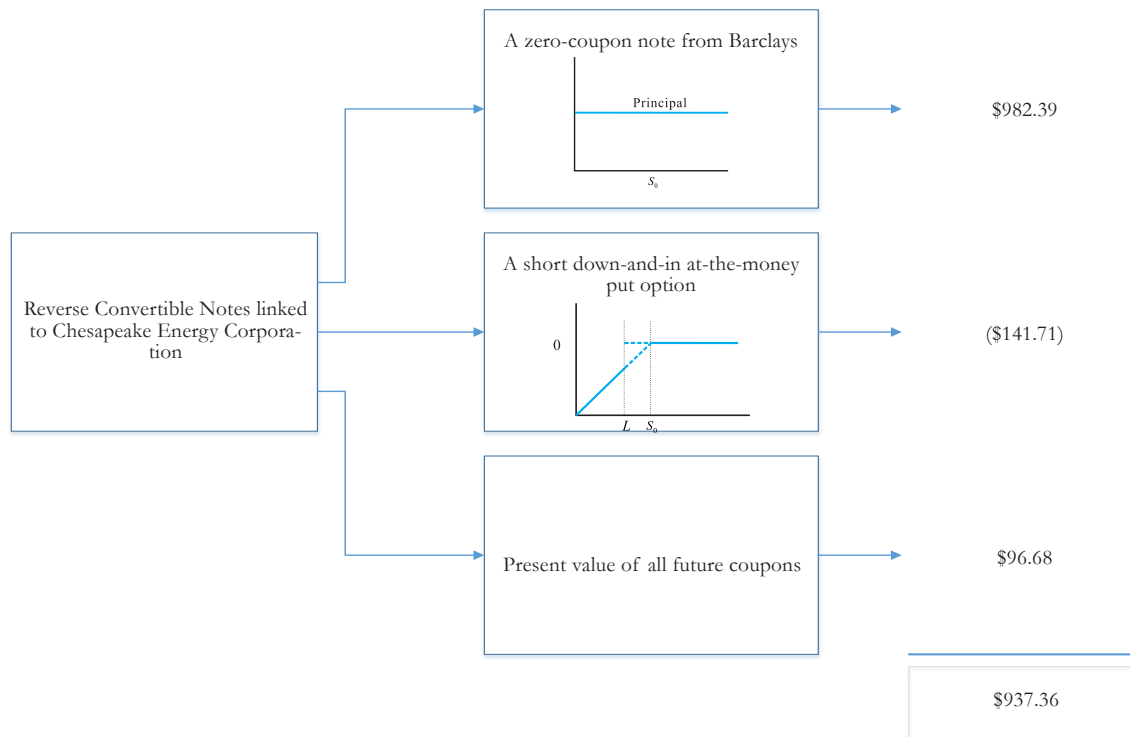 A zero-coupon note from Barclays
Principal
S₀
$982.39
Reverse Convertible Notes linked
to Chesapeake Energy Corpora-
tion
A short down-and-in at-the-money
put option
0
L S₀
($141.71)
Present value of all future coupons
$96.68
$937.36